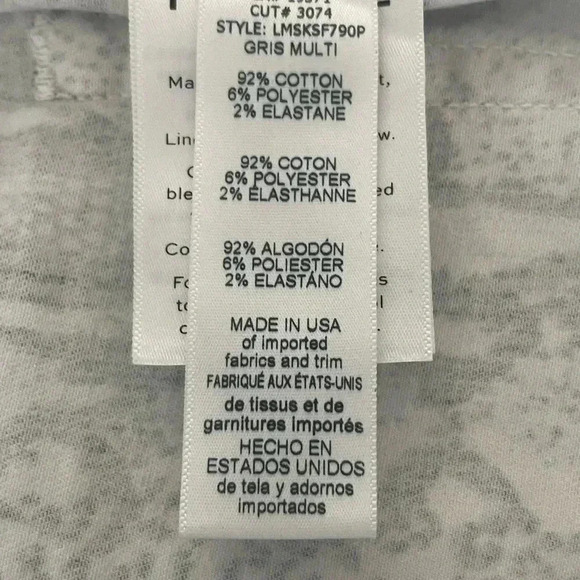 CUT# 3074
STYLE: LMSKSF790P
GRIS MULTI
92% COTTON
6% POLYESTER
2% ELASTANE
92% COTON
6% POLYESTER
2% ÉLASTHANNE
92% ALGODÓN
6% POLIESTER
2% ELASTÁNO
MADE IN USA
of imported
fabrics and trim
FABRIQUÉ AUX ÉTATS-UNIS
de tissus et de
garnitures importés
HECHO EN
ESTADOS UNIDOS
de tela y adornos
importados